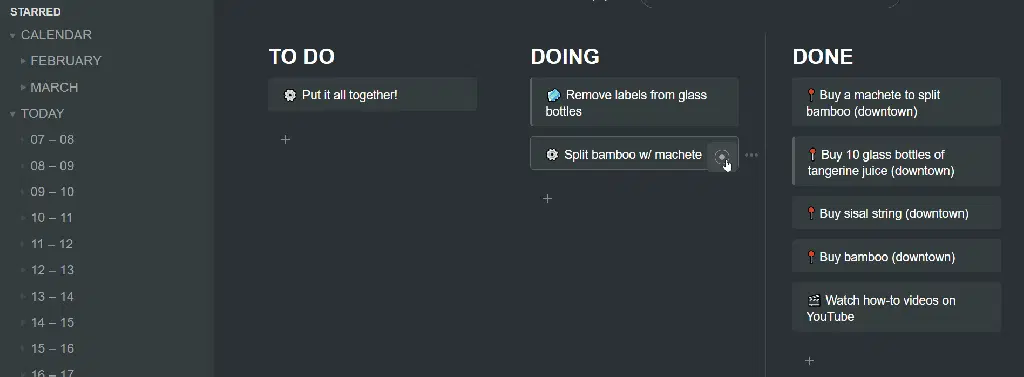 STARRED
CALENDAR
FEBRUARY
MARCH
TODAY
07 – 08
08 – 09
09 – 10
10 – 11
11 – 12
12 – 13
13 – 14
14 – 15
15 – 16
16 – 17
TO DO
Put it all together!
DOING
Remove labels from glass
bottles
Split bamboo w/ machete
DONE
Buy a machete to split
bamboo (downtown)
Buy 10 glass bottles of
tangerine juice (downtown)
Buy sisal string (downtown)
Buy bamboo (downtown)
Watch how-to videos on
YouTube